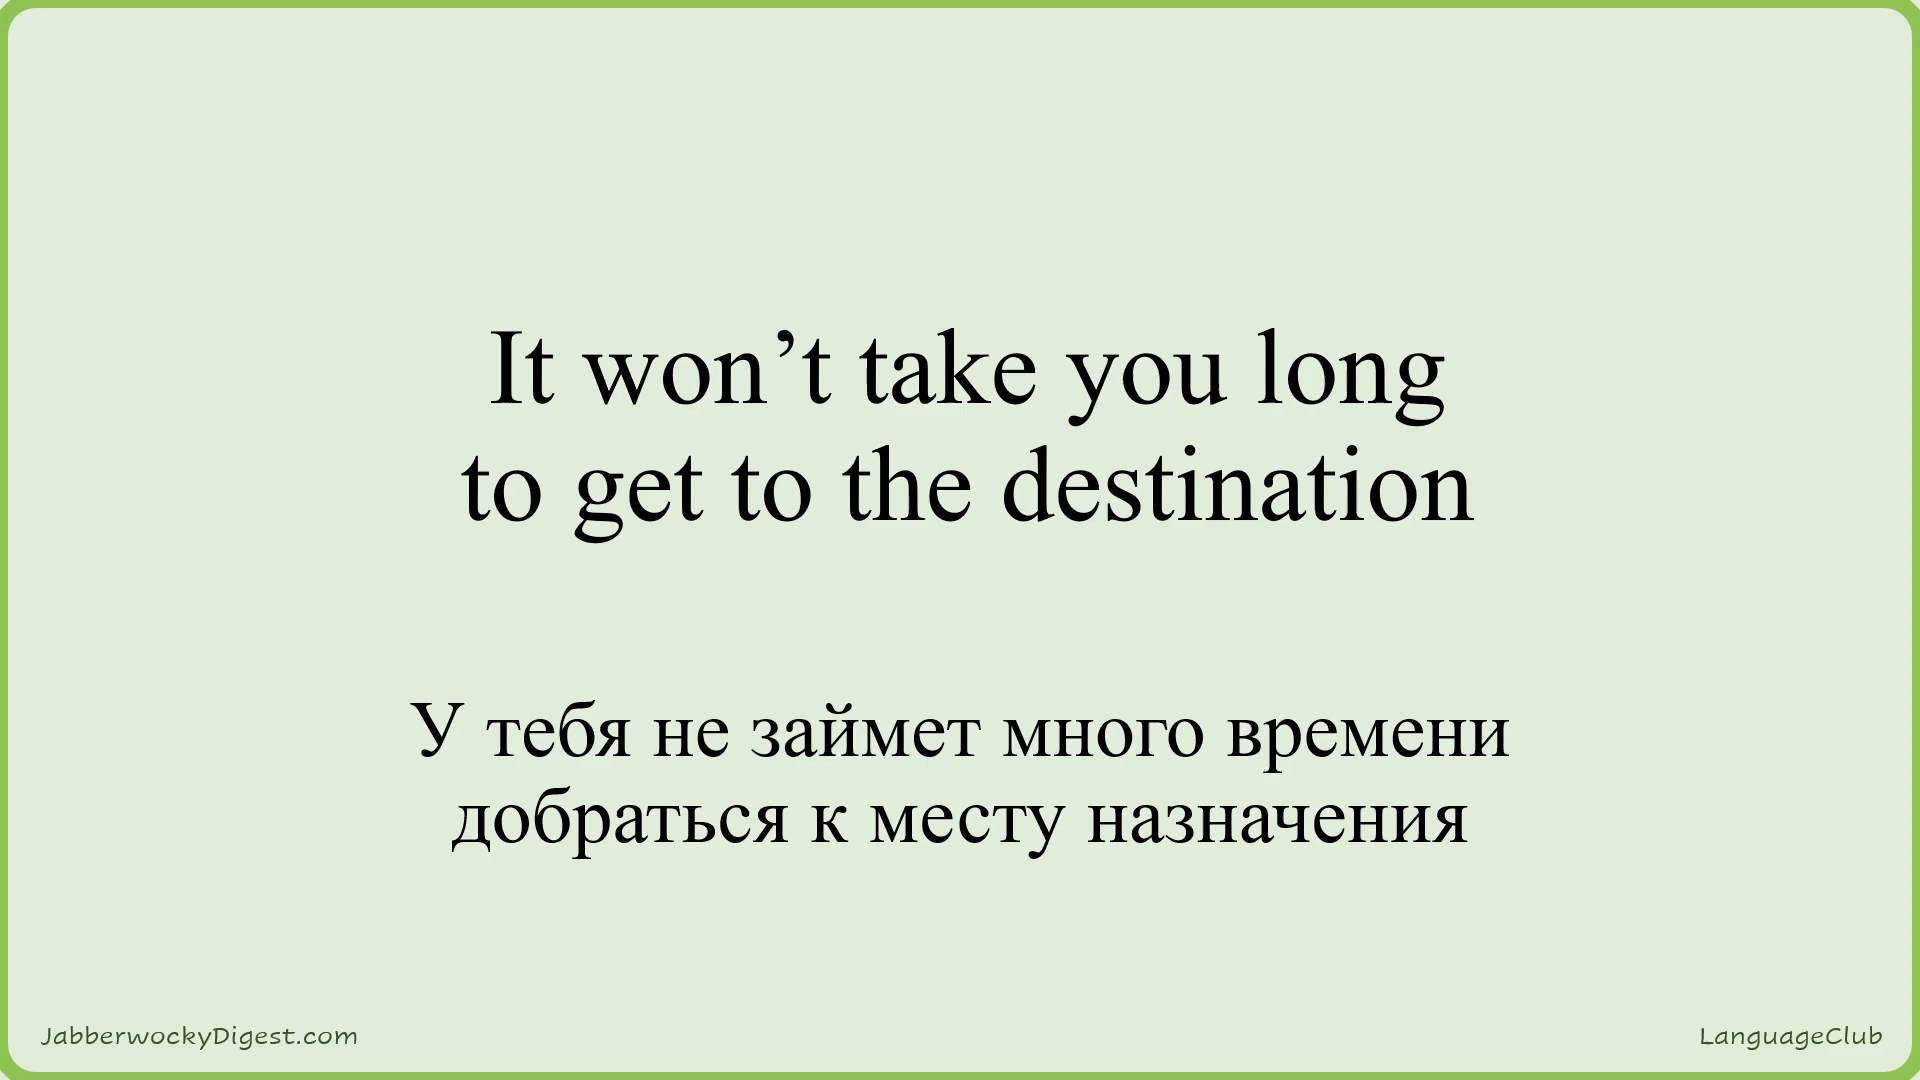 It won’t take you long
to get to the destination
У тебя не займет много времени
добраться к месту назначения
JabberwockyDigest.com
LanguageClub